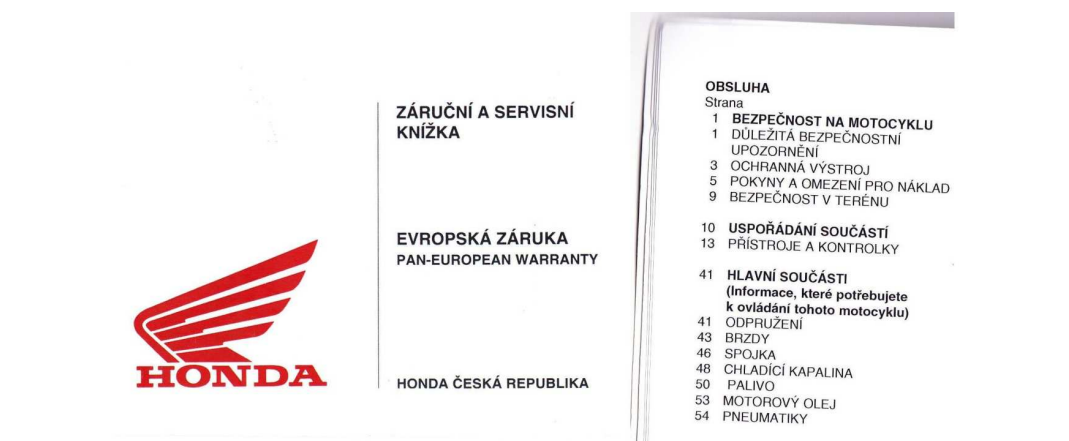 ZÁRUČNÍ A SERVISNÍ
KNÍŽKA
EVROPSKÁ ZÁRUKA
PAN-EUROPEAN WARRANTY
HONDA
HONDA ČESKÁ REPUBLIKA
OBSLUHA
Strana
1 BEZPEČNOST NA MOTOCYKLU
1 DŮLEŽITÁ BEZPEČNOSTNÍ
UPOZORNĚNÍ
3 OCHRANNÁ VÝSTROJ
5 POKYNY A OMEZENÍ PRO NÁKLAD
9 BEZPEČNOST V TERÉNU
10 USPOŘÁDÁNÍ SOUČÁSTÍ
13 PŘÍSTROJE A KONTROLKY
41 HLAVNÍ SOUČÁSTI
(Informace, které potřebujete
k ovládání tohoto motocyklu)
41 ODPRUŽENÍ
43 BRZDY
46 SPOJKA
48 CHLADÍCÍ KAPALINA
50 PALIVO
53 MOTOROVÝ OLEJ
54 PNEUMATIKY